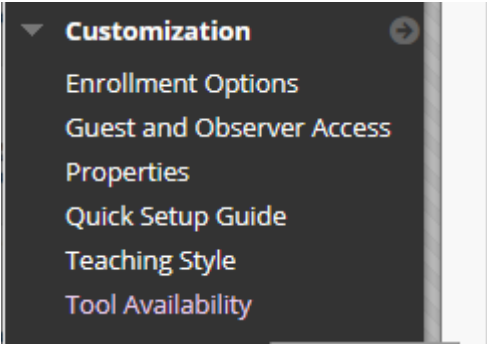 Customization
Enrollment Options
Guest and Observer Access
Properties
Quick Setup Guide
Teaching Style
Tool Availability